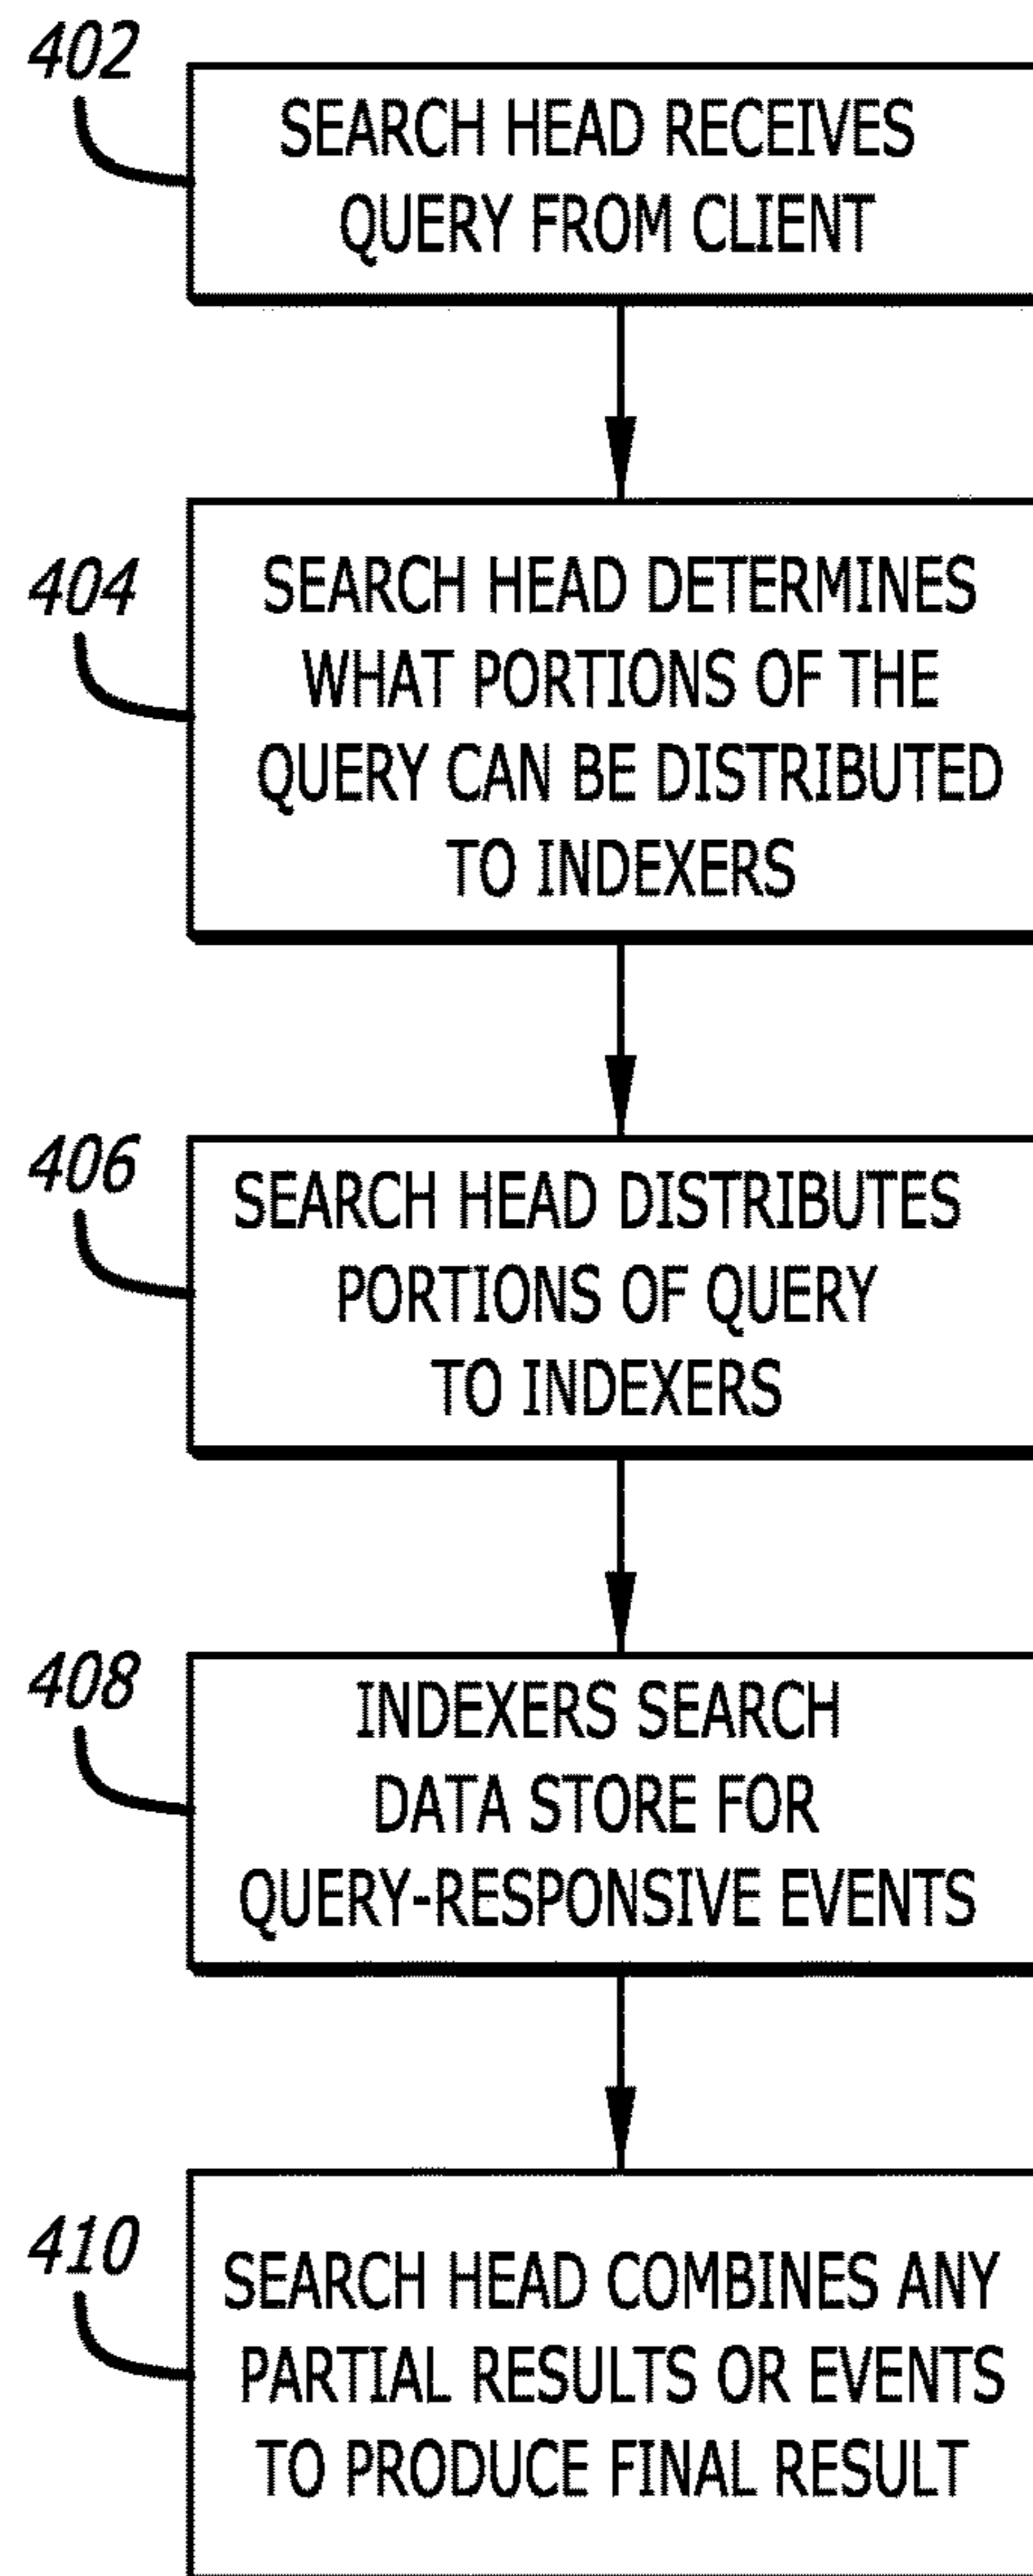 402
SEARCH HEAD RECEIVES
QUERY FROM CLIENT
404
SEARCH HEAD DETERMINES
WHAT PORTIONS OF THE
QUERY CAN BE DISTRIBUTED
TO INDEXERS
406
SEARCH HEAD DISTRIBUTES
PORTIONS OF QUERY
TO INDEXERS
408
INDEXERS SEARCH
DATA STORE FOR
QUERY-RESPONSIVE EVENTS
410
SEARCH HEAD COMBINES ANY
PARTIAL RESULTS OR EVENTS
TO PRODUCE FINAL RESULT